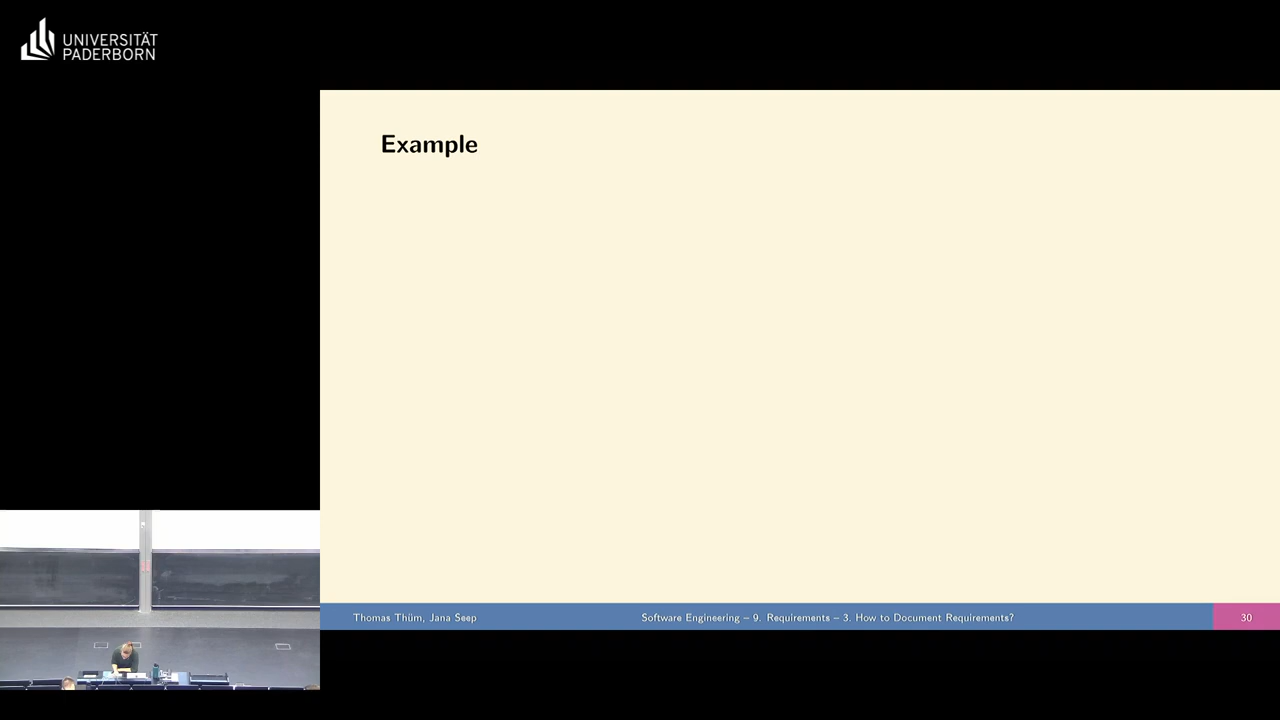 UNIVERSITÄT
PADERBORN
Example
Thomas Thüm, Jana Seep
Software Engineering – 9. Requirements – 3. How to Document Requirements?
30